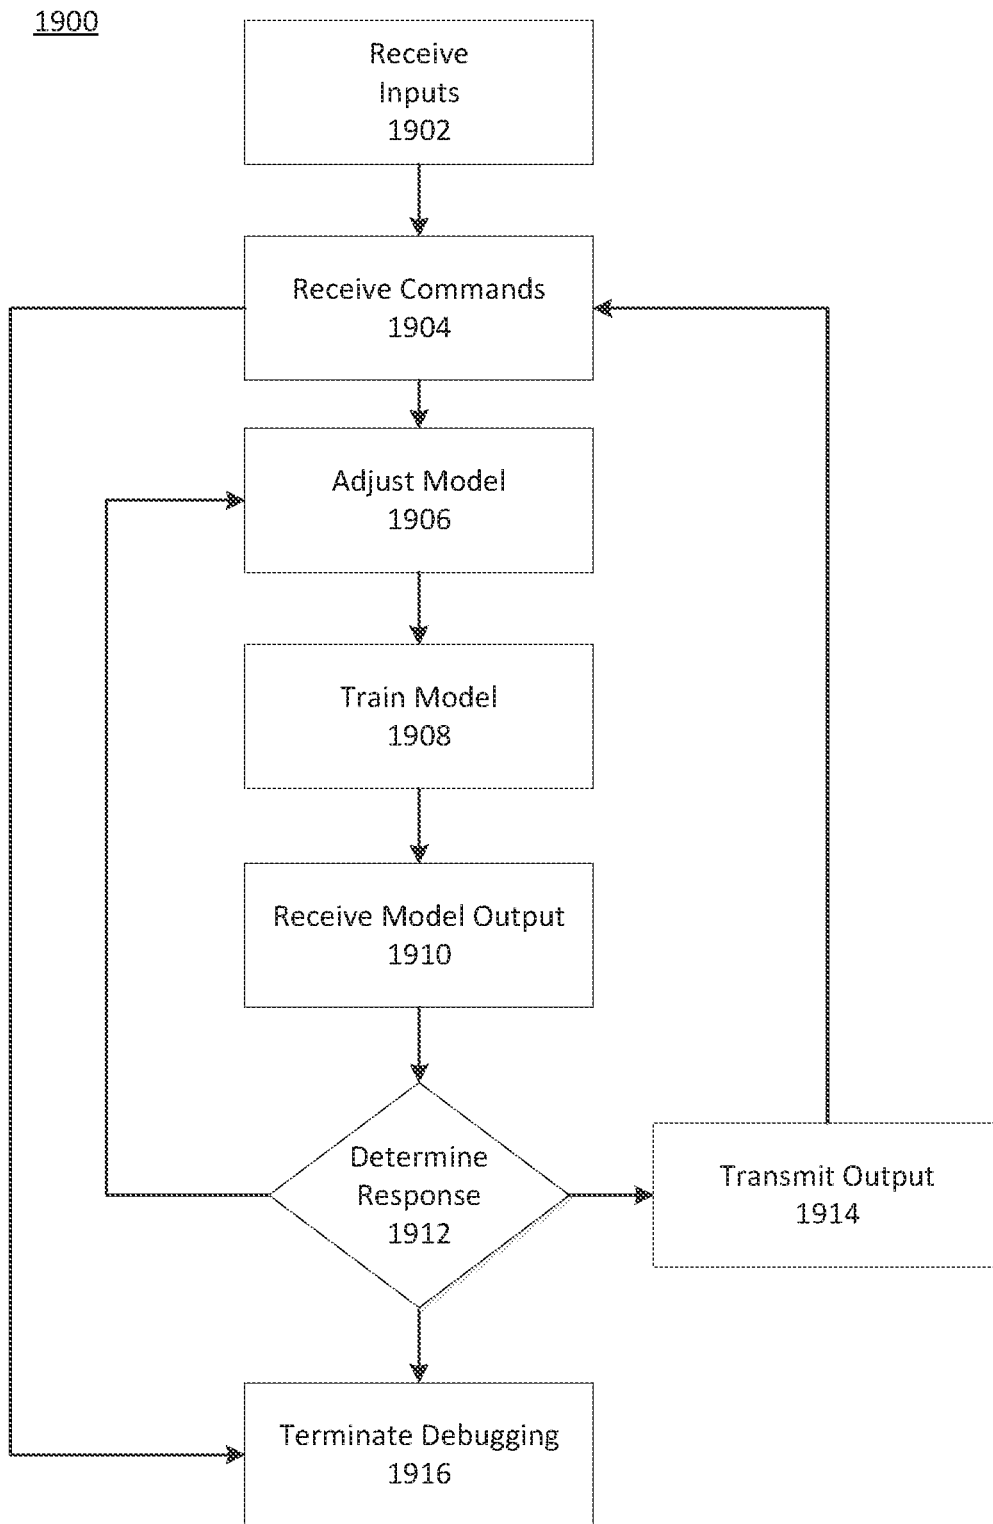 1900
Receive
Inputs
1902
Receive Commands
1904
Adjust Model
1906
Train Model
1908
Receive Model Output
1910
Determine
Response
1912
Transmit Output
1914
Terminate Debugging
1916